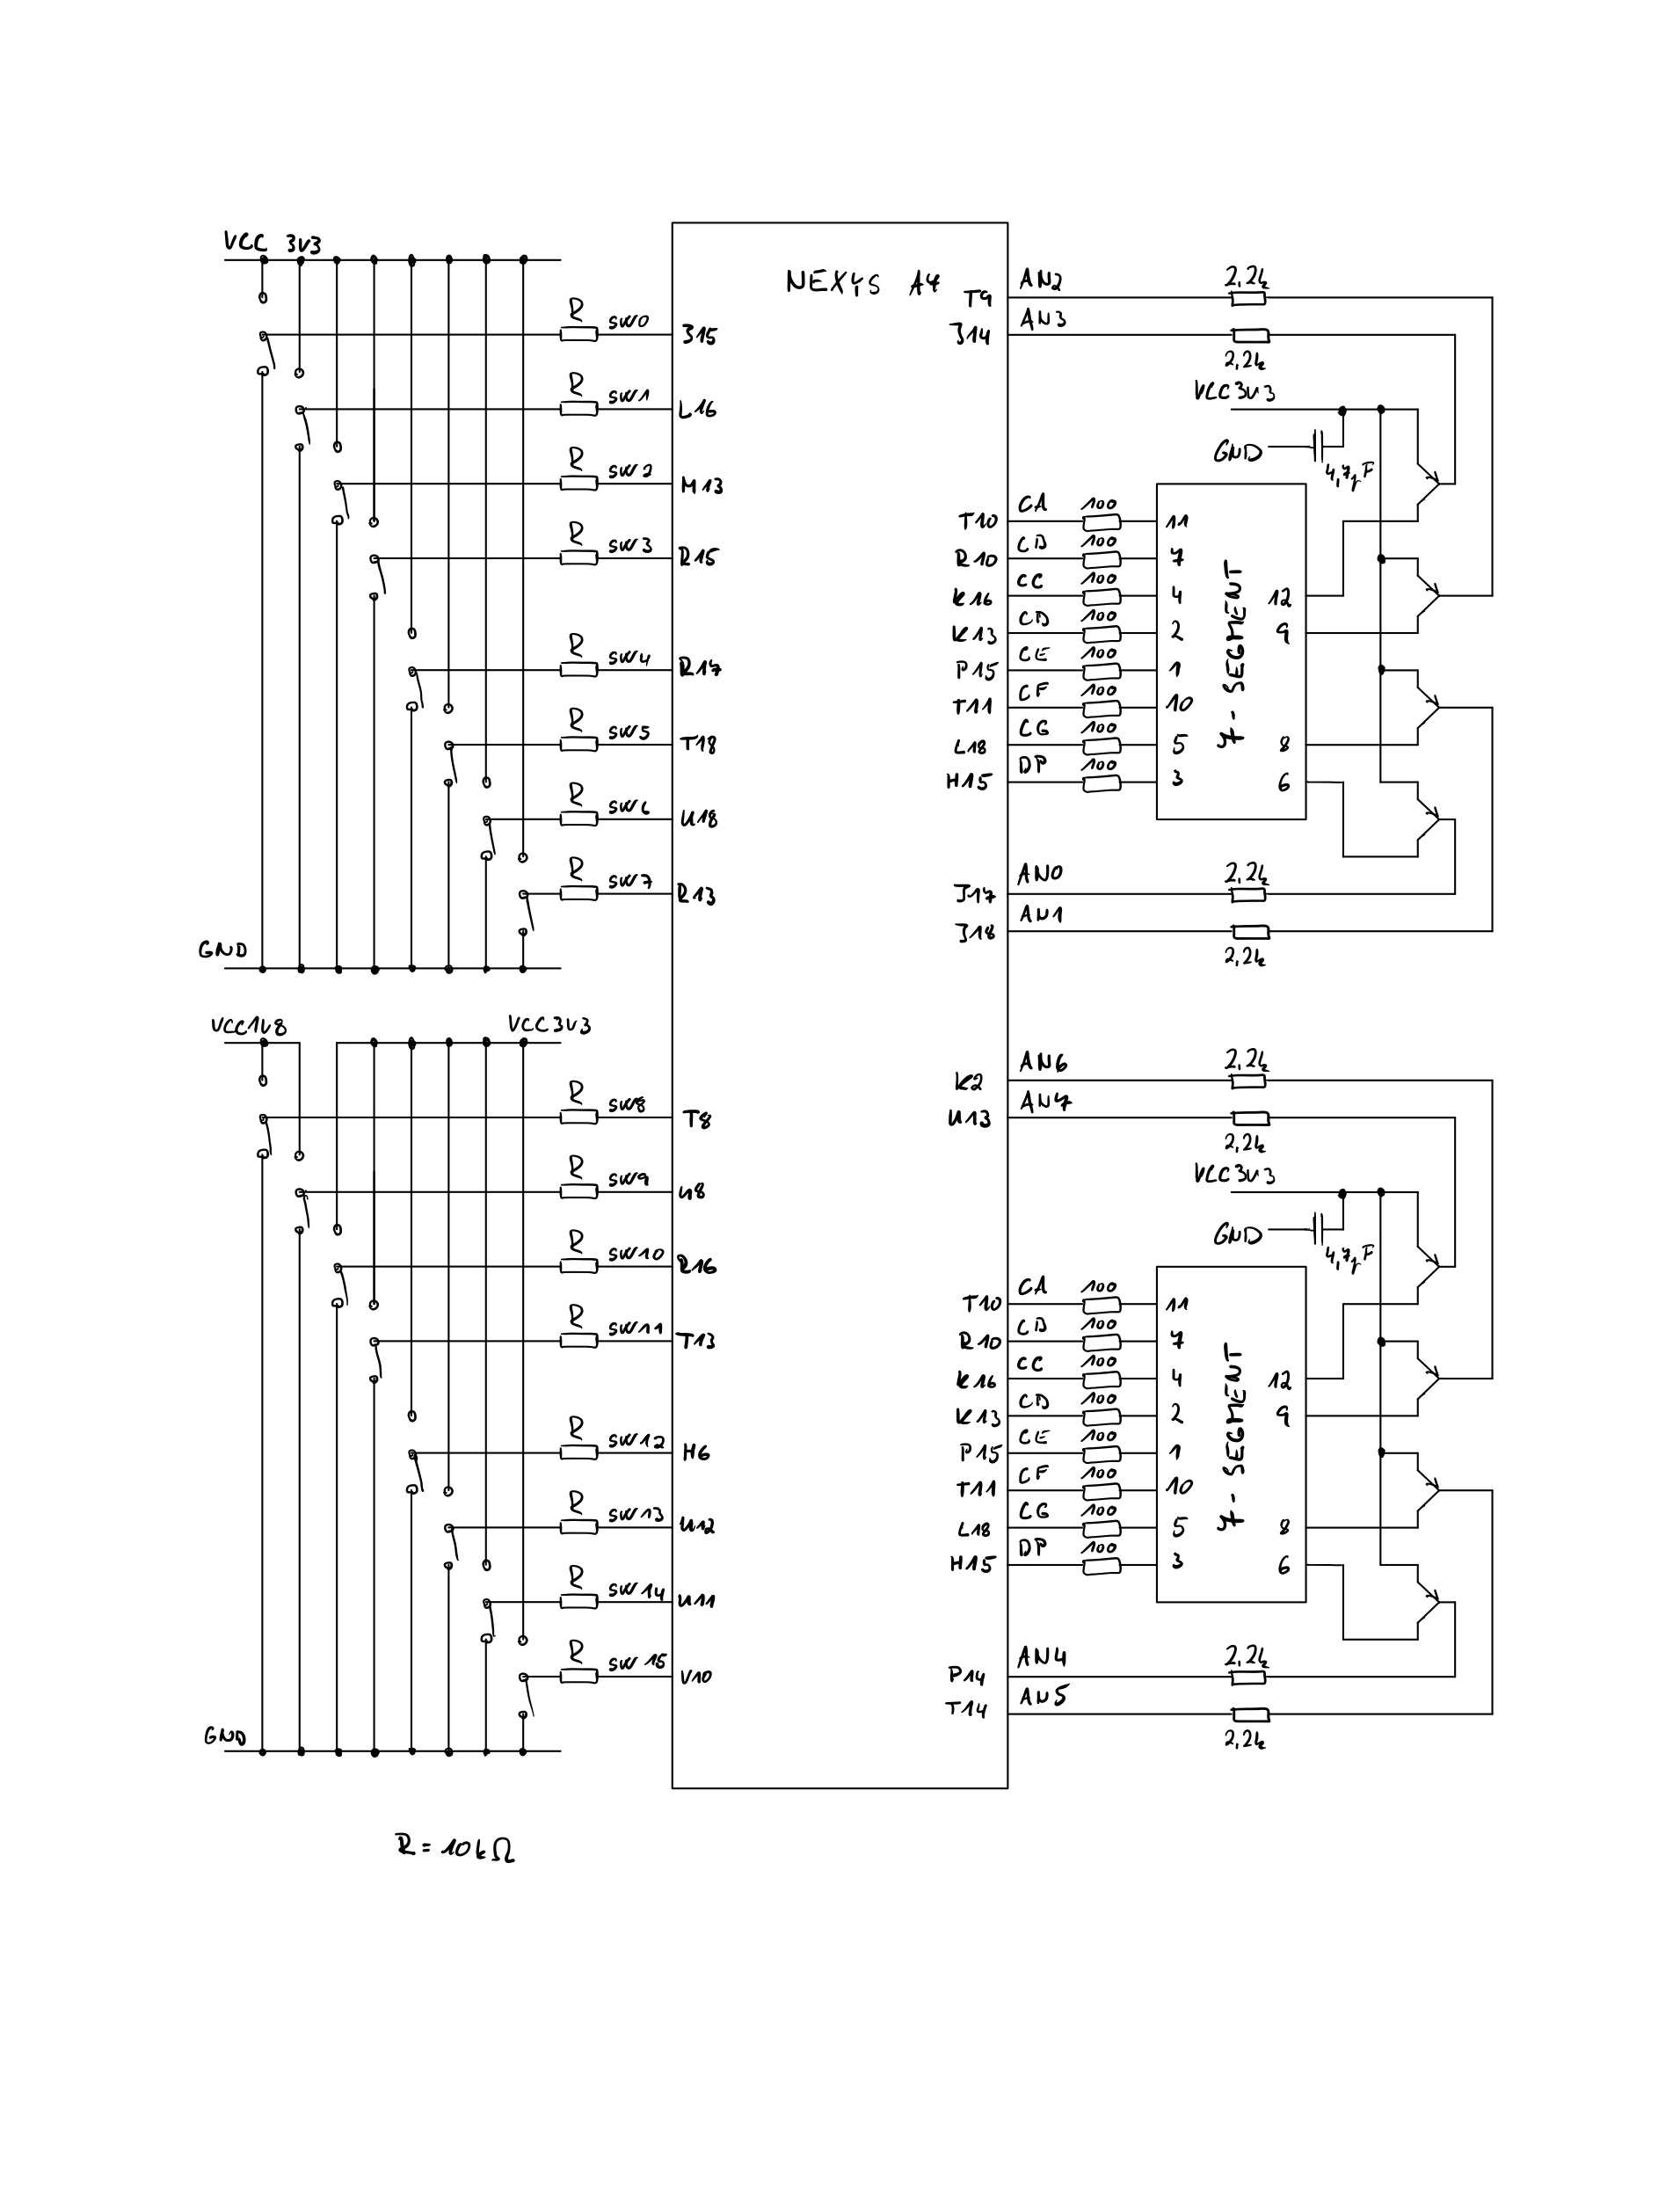 VCC 3V3
NEXYS A4
R SW0 J15
R SW1 L16
R SW2 M13
R SW3 R15
R SW4 R17
R SW5 T18
R SW6 U18
R SW7 R13
GND
VCC1V8
VCC3V3
R SW8 T8
R SW9 U8
R SW10 R16
R SW11 T13
R SW12 H6
R SW13 U12
R SW14 U11
R SW15 V10
GND
R = 10kΩ
T9 AN2 2,2k
J14 AN3 2,2k
VCC3V3
GND
4,7µF
T10 CA 100 11
R10 CB 100 7
K16 CC 100 4
K13 CD 100 2
P15 CE 100 1
T11 CF 100 10
L18 CG 100 5
H15 DP 100 3
7-SEGMENT
12
9
8
6
J17 AN0 2,2k
J18 AN1 2,2k
K2 AN6 2,2k
U13 AN7 2,2k
VCC3V3
GND
4,7µF
T10 CA 100 11
R10 CB 100 7
K16 CC 100 4
K13 CD 100 2
P15 CE 100 1
T11 CF 100 10
L18 CG 100 5
H15 DP 100 3
7-SEGMENT
12
9
8
6
P14 AN4 2,2k
T14 AN5 2,2k